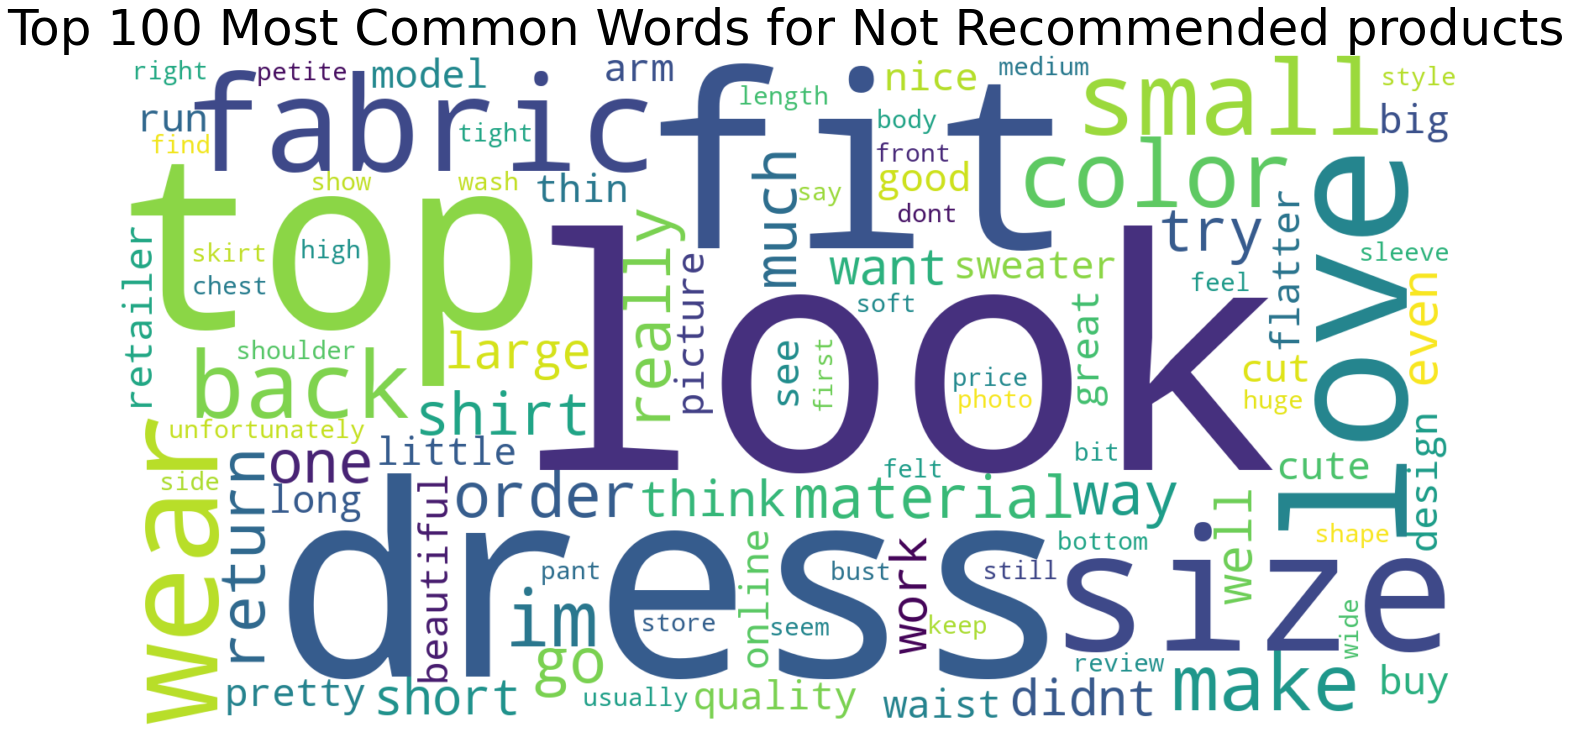 Top 100 Most Common Words for Not Recommended products
right
petite
model
arm
nice
medium
style
fabric
fit
small
length
run
big
find
tight
body
front
color
top
show
wash
thin
much
say
good
dont
love
try
flatter
retailer
skirt
high
chest
really
picture
want
sweater
soft
feel
sleeve
even
look
shoulder
large
back
see
first
price
photo
great
cut
huge
shirt
unfortunately
wear
side
one
little
long
return
beautiful
order
think
material
felt
bit
way
cute
well
design
shape
dress
size
pant
im
online
bust
work
still
bottom
store
seem
keep
go
review
wide
make
buy
pretty
short
usually
quality
waist
didnt